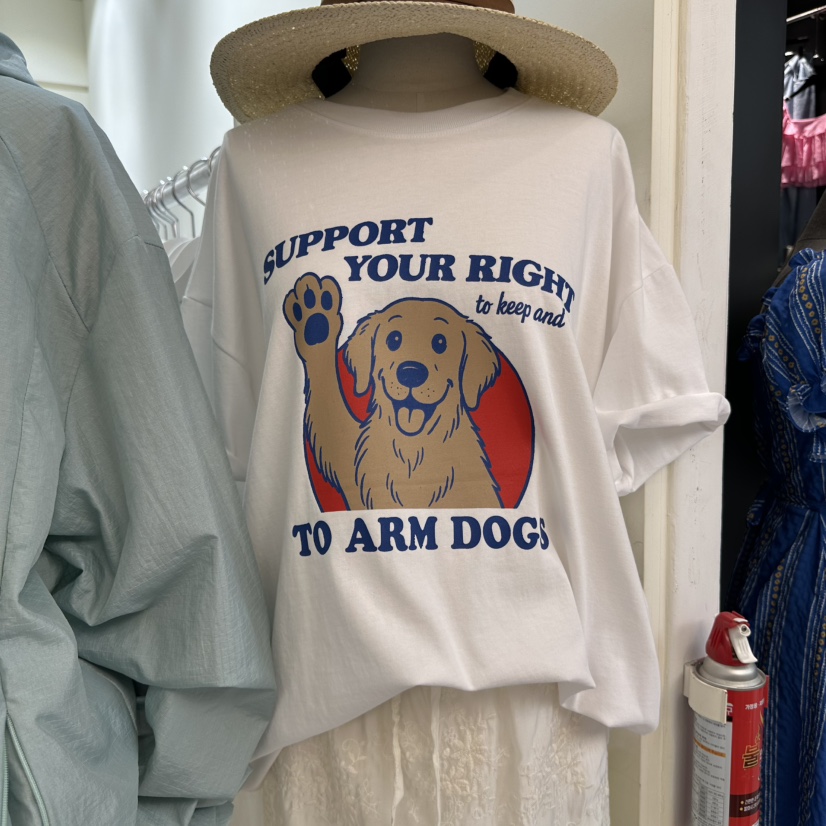 SUPPORT
YOUR RIGHT
to keep and
TO ARM DOGS